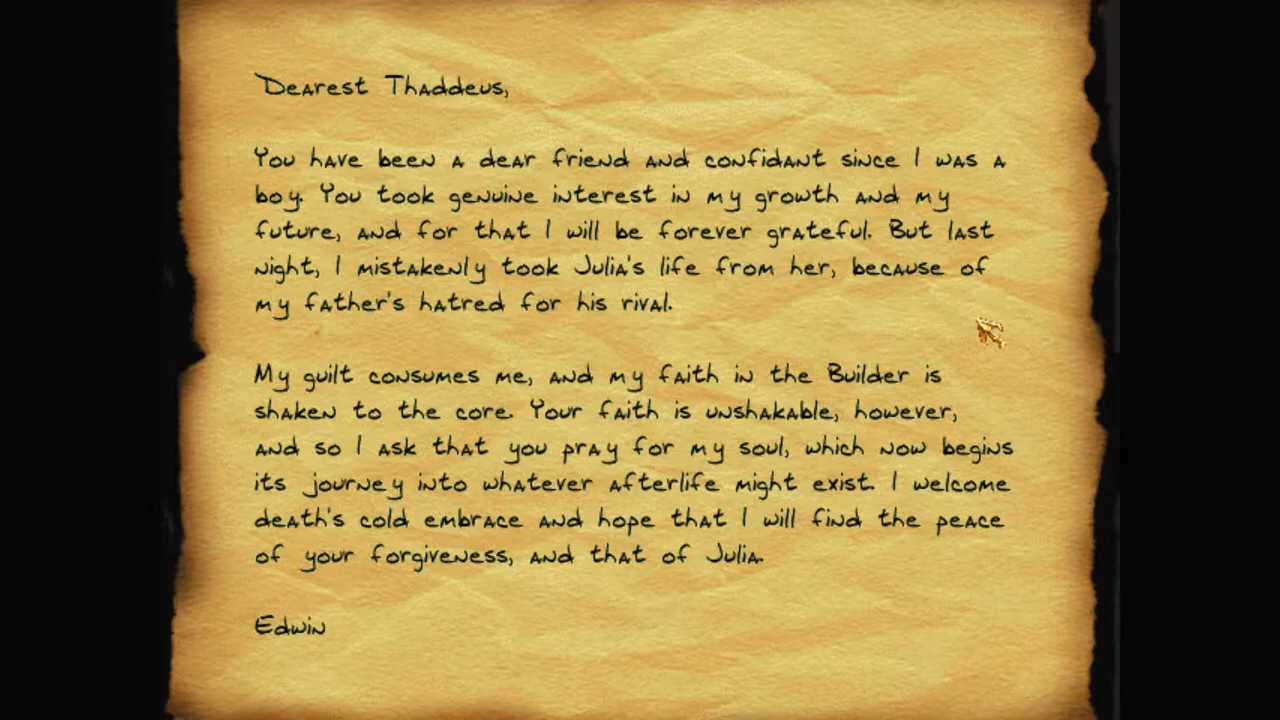 Dearest Thaddeus,
You have been a dear friend and confidant since I was a
boy. You took genuine interest in my growth and my
future, and for that I will be forever grateful. But last
night, I mistakenly took Julia's life from her, because of
my father's hatred for his rival.
My guilt consumes me, and my faith in the Builder is
shaken to the core. Your faith is unshakable, however,
and so I ask that you pray for my soul, which now begins
its journey into whatever afterlife might exist. I welcome
death's cold embrace and hope that I will find the peace
of your forgiveness, and that of Julia.
Edwin